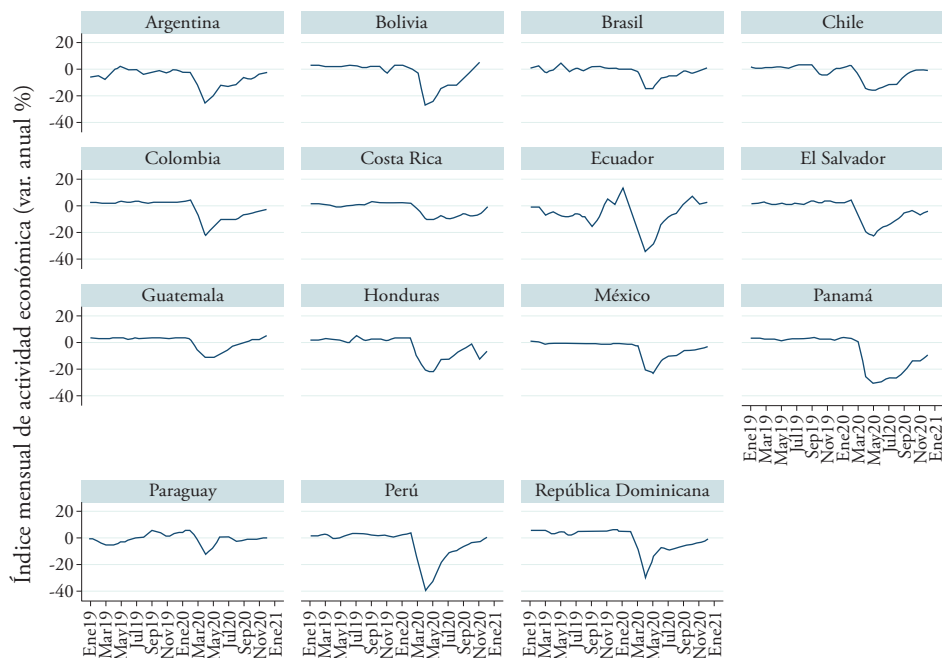 Índice mensual de actividad económica (var. anual %)
Argentina
Bolivia
Brasil
Chile
20
0
-20
-40
Colombia
Costa Rica
Ecuador
El Salvador
20
0
-20
-40
Guatemala
Honduras
México
Panamá
20
0
-20
-40
Ene19
Mar19
May19
Jul19
Sep19
Nov19
Ene20
Mar20
May20
Jul20
Sep20
Nov20
Ene21
Paraguay
Perú
República Dominicana
20
0
-20
-40
Ene19
Mar19
May19
Jul19
Sep19
Nov19
Ene20
Mar20
May20
Jul20
Sep20
Nov20
Ene21
Ene19
Mar19
May19
Jul19
Sep19
Nov19
Ene20
Mar20
May20
Jul20
Sep20
Nov20
Ene21
Ene19
Mar19
May19
Jul19
Sep19
Nov19
Ene20
Mar20
May20
Jul20
Sep20
Nov20
Ene21